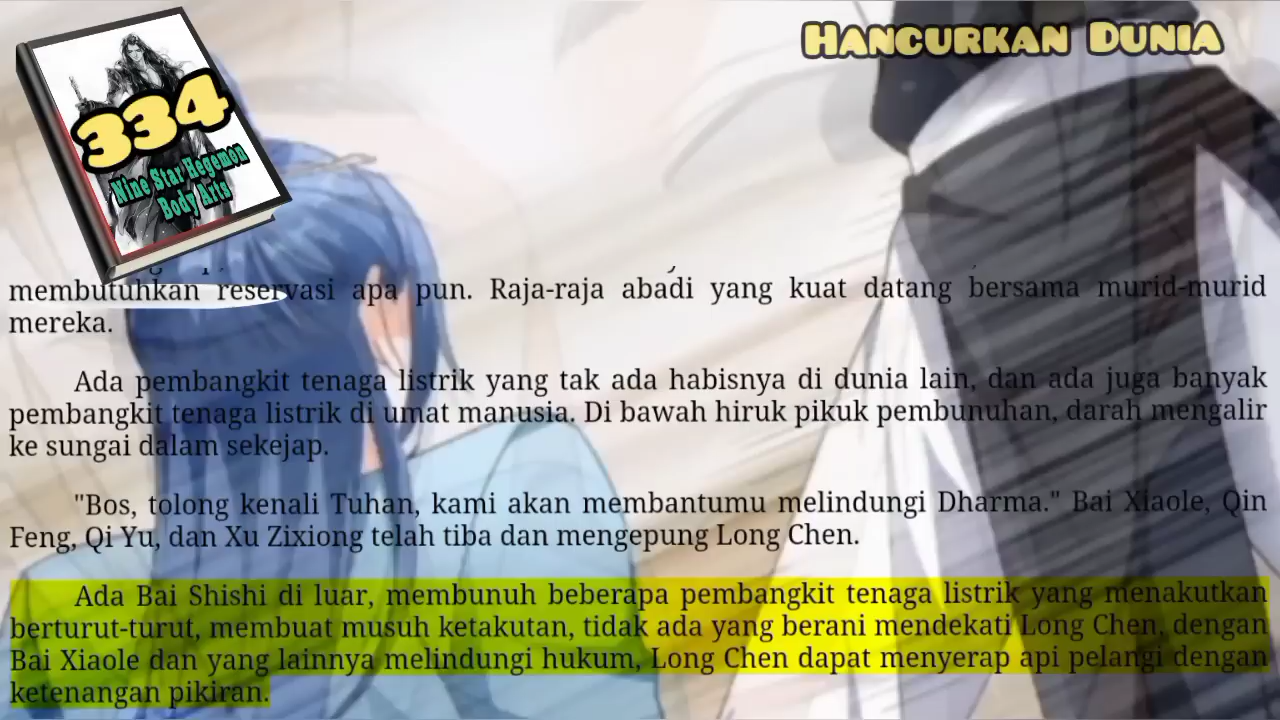 HANCURKAN DUNIA
334
Nine Star Hegemon
Body Arts
membutuhkan reservasi apa pun. Raja-raja abadi yang kuat datang bersama murid-murid
mereka.
Ada pembangkit tenaga listrik yang tak ada habisnya di dunia lain, dan ada juga banyak
pembangkit tenaga listrik di umat manusia. Di bawah hiruk pikuk pembunuhan, darah mengalir
ke sungai dalam sekejap.
"Bos, tolong kenali Tuhan, kami akan membantumu melindungi Dharma." Bai Xiaole, Qin
Feng, Qi Yu, dan Xu Zixiong telah tiba dan mengepung Long Chen.
Ada Bai Shishi di luar, membunuh beberapa pembangkit tenaga listrik yang menakutkan
berturut-turut, membuat musuh ketakutan, tidak ada yang berani mendekati Long Chen, dengan
Bai Xiaole dan yang lainnya melindungi hukum, Long Chen dapat menyerap api pelangi dengan
ketenangan pikiran.